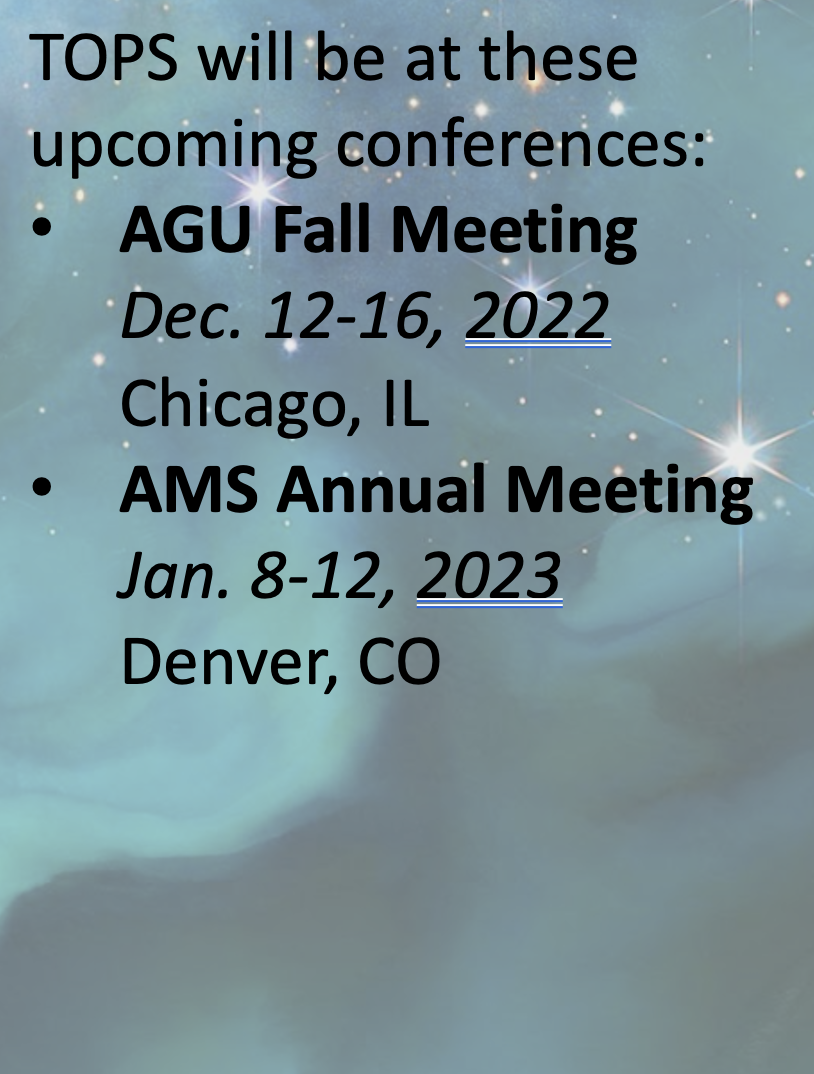 TOPS will be at these
upcoming conferences:
• AGU Fall Meeting
Dec. 12-16, 2022
Chicago, IL
• AMS Annual Meeting
Jan. 8-12, 2023
Denver, CO